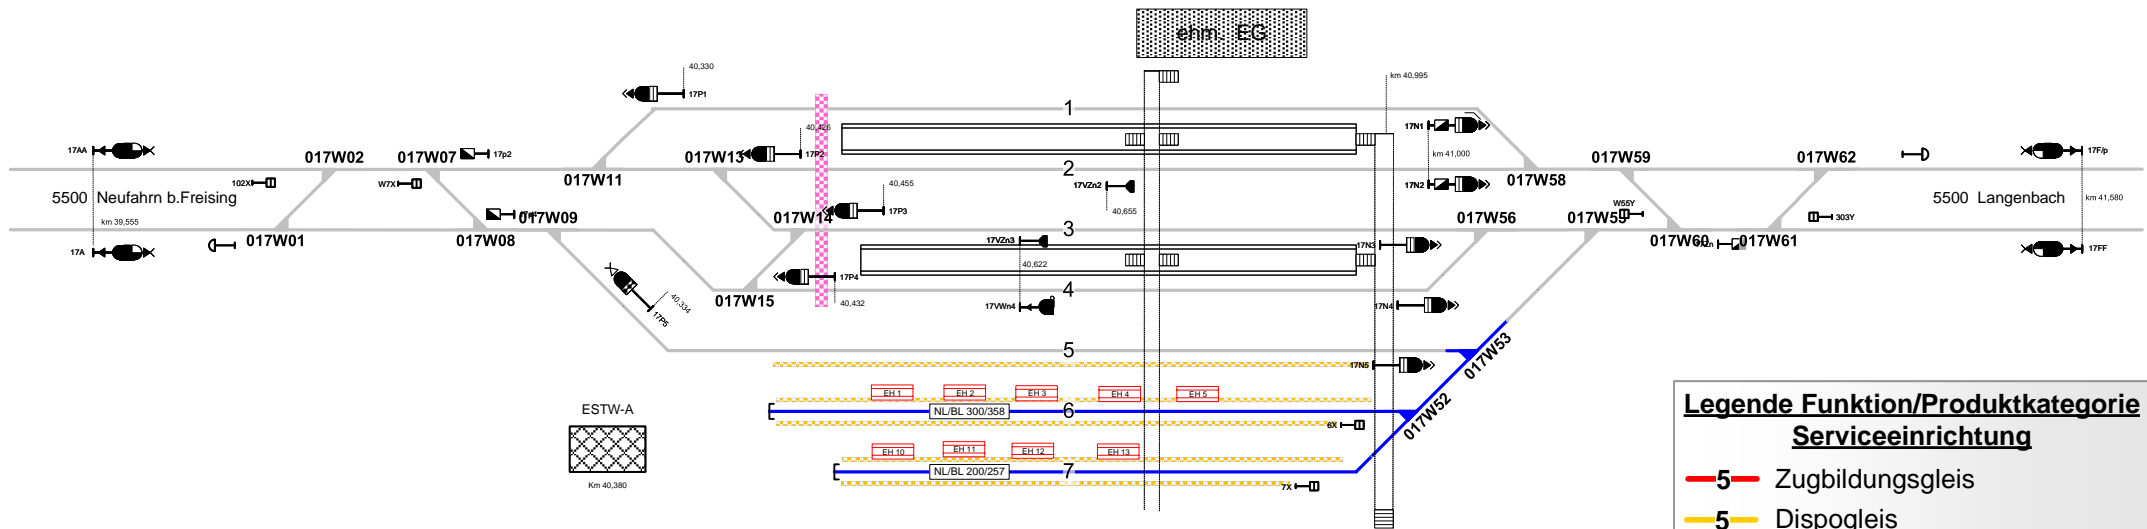 ehm. EG
40,330
17P1
km 40,995
1
17AA
017W02
017W07
17p2
40,426
017W13
17P2
17N1
km 41,000
017W59
017W62
17F/p
102X
W7X
017W11
2
17VZn2
17N2
017W58
5500 Neufahrn b.Freising
5500 Langenbach
km 39,555
km 41,580
40,455
40,655
017W09
017W14
17P3
3
017W56
017W55
W55Y
303Y
017W01
017W08
17VZn3
17N3
017W60
017W61
17A
17FF
40,622
17P4
40,334
017W15
40,432
4
17VWn4
17N4
17P5
5
17N5
017W53
EH 1
EH 2
EH 3
EH 4
EH 5
ESTW-A
NL/BL 300/358
6
6X
017W52
EH 10
EH 11
EH 12
EH 13
NL/BL 200/257
7
7X
Km 40,380
Legende Funktion/Produktkategorie
Serviceeinrichtung
5 Zugbildungsgleis
5 Dispogleis